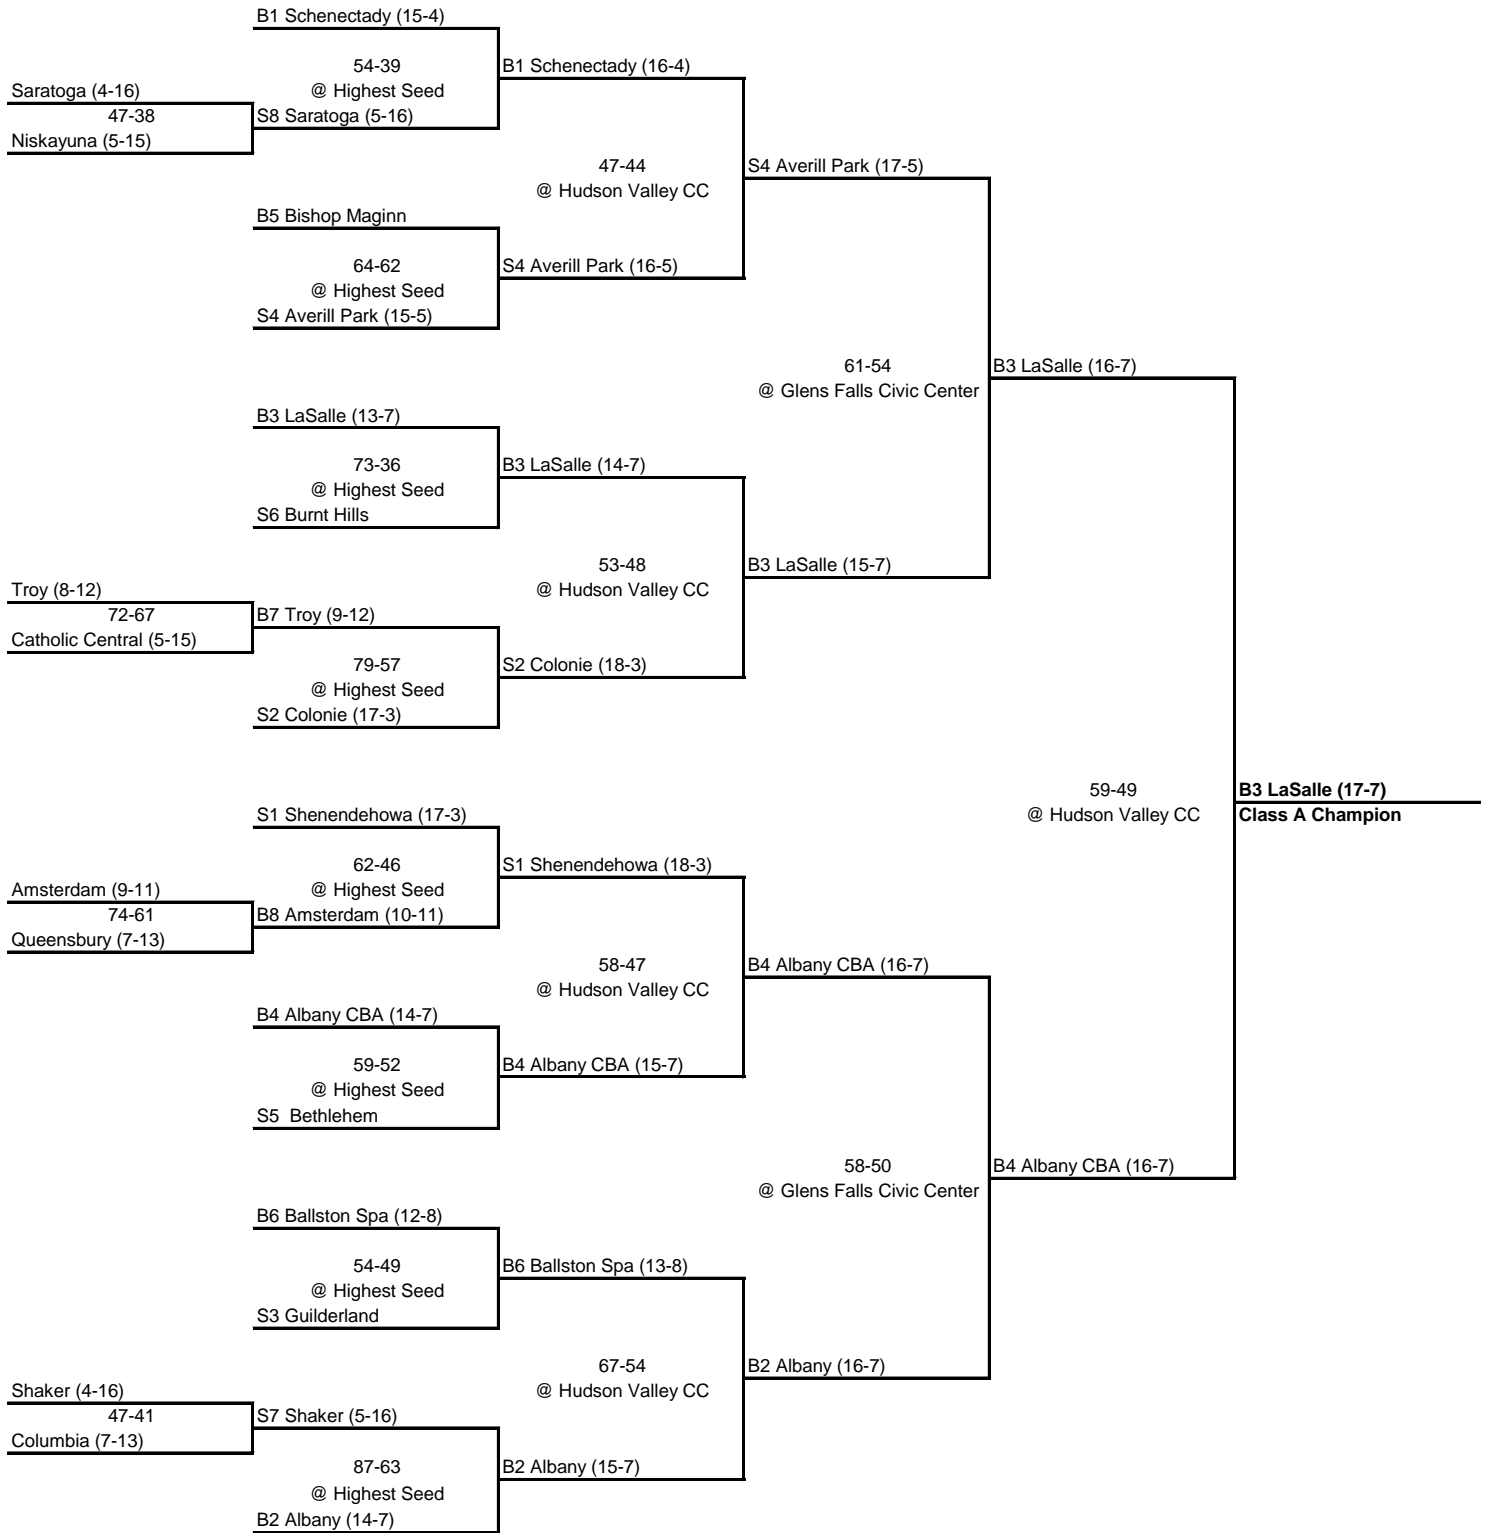 B1 Schenectady (15-4)
54-39
@ Highest Seed
B1 Schenectady (16-4)
Saratoga (4-16)
47-38
Niskayuna (5-15)
S8 Saratoga (5-16)
47-44
@ Hudson Valley CC
S4 Averill Park (17-5)
B5 Bishop Maginn
64-62
@ Highest Seed
S4 Averill Park (16-5)
S4 Averill Park (15-5)
61-54
@ Glens Falls Civic Center
B3 LaSalle (16-7)
B3 LaSalle (13-7)
73-36
@ Highest Seed
B3 LaSalle (14-7)
S6 Burnt Hills
53-48
@ Hudson Valley CC
B3 LaSalle (15-7)
Troy (8-12)
72-67
Catholic Central (5-15)
B7 Troy (9-12)
79-57
@ Highest Seed
S2 Colonie (18-3)
S2 Colonie (17-3)
59-49
@ Hudson Valley CC
B3 LaSalle (17-7)
Class A Champion
S1 Shenendehowa (17-3)
62-46
@ Highest Seed
S1 Shenendehowa (18-3)
Amsterdam (9-11)
74-61
Queensbury (7-13)
B8 Amsterdam (10-11)
58-47
@ Hudson Valley CC
B4 Albany CBA (16-7)
B4 Albany CBA (14-7)
59-52
@ Highest Seed
B4 Albany CBA (15-7)
S5  Bethlehem
58-50
@ Glens Falls Civic Center
B4 Albany CBA (16-7)
B6 Ballston Spa (12-8)
54-49
@ Highest Seed
B6 Ballston Spa (13-8)
S3 Guilderland
67-54
@ Hudson Valley CC
B2 Albany (16-7)
Shaker (4-16)
47-41
Columbia (7-13)
S7 Shaker (5-16)
87-63
@ Highest Seed
B2 Albany (15-7)
B2 Albany (14-7)